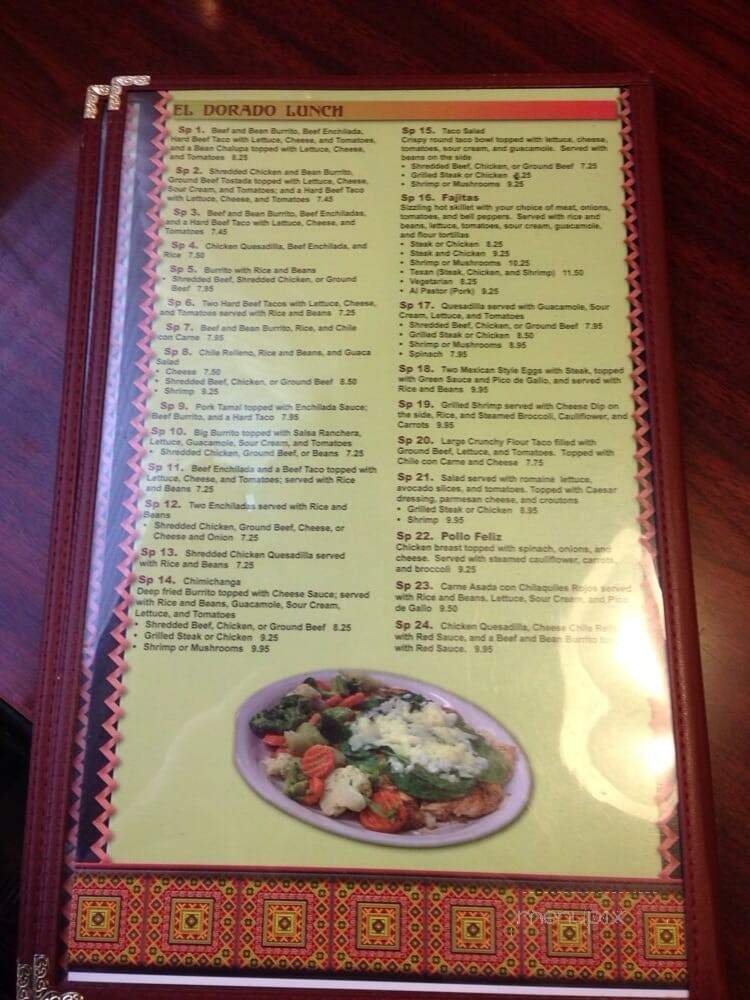 EL DORADO LUNCH
Sp 1. Beef and Bean Burrito, Beef Enchilada,
Hard Beef Taco with Lettuce, Cheese, and Tomatoes,
and a Bean Chalupa topped with Lettuce, Cheese,
and Tomatoes 8.25
Sp 2. Shredded Chicken and Bean Burrito,
Ground Beef Tostada topped with Lettuce, Cheese,
Sour Cream, and Tomatoes; and a Hard Beef Taco
with Lettuce, Cheese, and Tomatoes 7.45
Sp 3. Beef and Bean Burrito, Beef Enchiladas,
and a Hard Beef Taco with Lettuce, Cheese, and
Tomatoes 7.45
Sp 4. Chicken Quesadilla, Beef Enchilada, and
Rice 7.50
Sp 5. Burrito with Rice and Beans
• Shredded Beef, Shredded Chicken, or Ground
Beef 7.95
Sp 6. Two Hard Beef Tacos with Lettuce, Cheese,
and Tomatoes served with Rice and Beans 7.25
Sp 7. Beef and Bean Burrito, Rice, and Chile
con Carne 7.95
Sp 8. Chile Relleno, Rice and Beans, and Guaca
Salad
• Cheese 7.50
• Shredded Beef, Chicken, or Ground Beef 8.50
• Shrimp 9.25
Sp 9. Pork Tamal topped with Enchilada Sauce;
Beef Burrito, and a Hard Taco 7.95
Sp 10. Big Burrito topped with Salsa Ranchera,
Lettuce, Guacamole, Sour Cream, and Tomatoes
• Shredded Chicken, Ground Beef, or Beans 7.25
Sp 11. Beef Enchilada and a Beef Taco topped with
Lettuce, Cheese, and Tomatoes; served with Rice
and Beans 7.25
Sp 12. Two Enchiladas served with Rice and
Beans
• Shredded Chicken, Ground Beef, Cheese, or
Cheese and Onion 7.25
Sp 13. Shredded Chicken Quesadilla served
with Rice and Beans 7.25
Sp 14. Chimichanga
Deep fried Burrito topped with Cheese Sauce; served
with Rice and Beans, Guacamole, Sour Cream,
Lettuce, and Tomatoes
• Shredded Beef, Chicken, or Ground Beef 8.25
• Grilled Steak or Chicken 9.25
• Shrimp or Mushrooms 9.95
Sp 15. Taco Salad
Crispy round taco bowl topped with lettuce, cheese,
tomatoes, sour cream, and guacamole. Served with
beans on the side
• Shredded Beef, Chicken, or Ground Beef 7.25
• Grilled Steak or Chicken
• Shrimp or Mushrooms 9.25
Sp 16. Fajitas
Sizzling hot skillet with your choice of meat, onions,
tomatoes, and bell peppers. Served with rice and
beans, lettuce, tomatoes, sour cream, guacamole,
and flour tortillas
• Steak or Chicken 8.25
• Steak and Chicken 9.25
• Shrimp or Mushrooms 10.25
• Texan (Steak, Chicken, and Shrimp) 11.50
• Vegetarian 8.25
• Al Pastor (Pork) 9.25
Sp 17. Quesadilla served with Guacamole, Sour
Cream, Lettuce, and Tomatoes
• Shredded Beef, Chicken, or Ground Beef 7.95
• Grilled Steak or Chicken 8.50
• Shrimp or Mushrooms 8.95
• Spinach 7.95
Sp 18. Two Mexican Style Eggs with Steak, topped
with Green Sauce and Pico de Gallo, and served with
Rice and Beans 9.95
Sp 19. Grilled Shrimp served with Cheese Dip on
the side, Rice, and Steamed Broccoli, Cauliflower, and
Carrots 9.95
Sp 20. Large Crunchy Flour Taco filled with
Ground Beef, Lettuce, and Tomatoes. Topped with
Chile con Carne and Cheese 7.75
Sp 21. Salad served with romaine lettuce,
avocado slices, and tomatoes. Topped with Caesar
dressing, parmesan cheese, and croutons
• Grilled Steak or Chicken 8.95
• Shrimp 9.95
Sp 22. Pollo Feliz
Chicken breast topped with spinach, onions, and
cheese. Served with steamed cauliflower, carrots,
and broccoli 9.25
Sp 23. Carne Asada con Chilaquiles Rojos served
with Rice and Beans, Lettuce, Sour Cream, and Pico
de Gallo 9.50
Sp 24. Chicken Quesadilla, Cheese Chile
with Red Sauce, and a Beef and Bean Burrito
with Red Sauce. 9.95
menupix